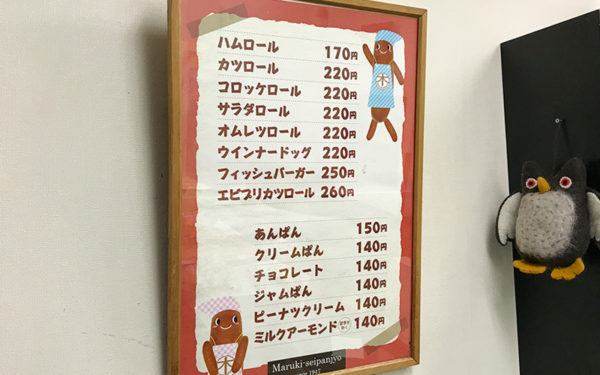 ハムロール 170円
カツロール 220円
コロッケロール 220円
サラダロール 220円
オムレツロール 220円
ウインナードッグ 220円
フィッシュバーガー 250円
エビプリカツロール 260円
あんぱん 150円
クリームぱん 140円
チョコレート 140円
ジャムぱん 140円
ピーナツクリーム 140円
ミルクアーモンド 140円
木
木
Maruki-seipanjyo
1947